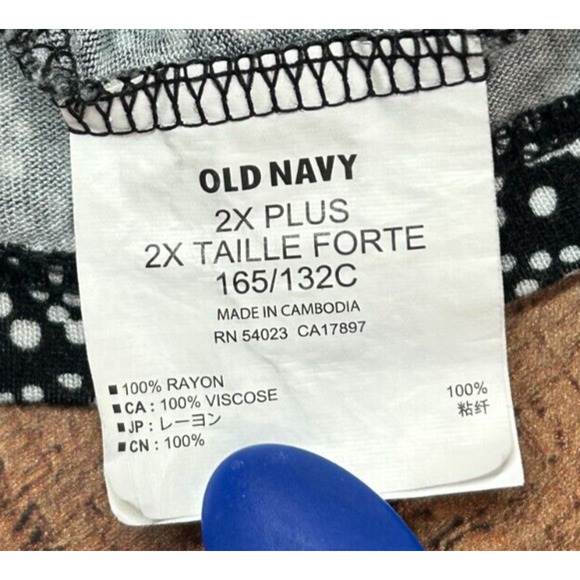 OLD NAVY
2X PLUS
2X TAILLE FORTE
165/132C
MADE IN CAMBODIA
RN 54023 CA17897
■ 100% RAYON
■ CA : 100% VISCOSE
■ JP : レーヨン
■ CN : 100%
100%
粘纤